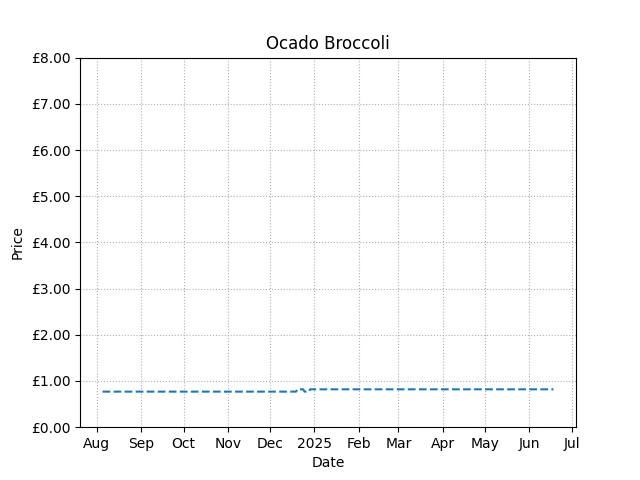 Ocado Broccoli
£8.00
£7.00
£6.00
£5.00
£4.00
£3.00
£2.00
£1.00
£0.00
Price
Aug Sep Oct Nov Dec 2025 Feb Mar Apr May Jun Jul
Date